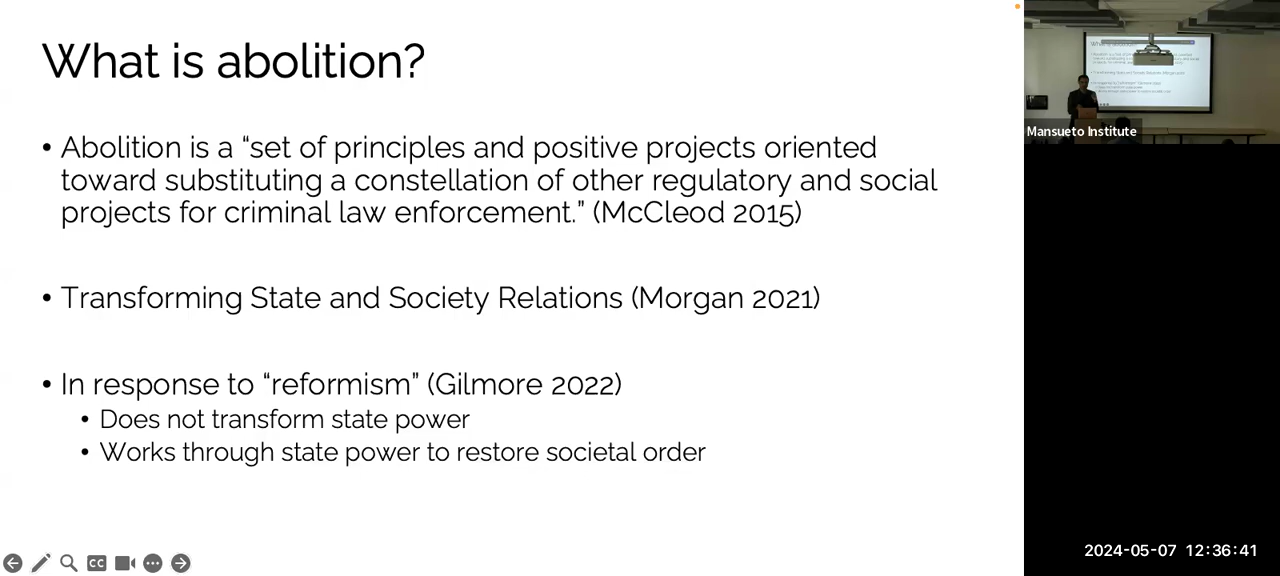 What is abolition?
• Abolition is a “set of principles and positive projects oriented
toward substituting a constellation of other regulatory and social
projects for criminal law enforcement.” (McCleod 2015)
• Transforming State and Society Relations (Morgan 2021)
• In response to “reformism” (Gilmore 2022)
• Does not transform state power
• Works through state power to restore societal order
CC
Mansueto Institute
2024-05-07 12:36:41